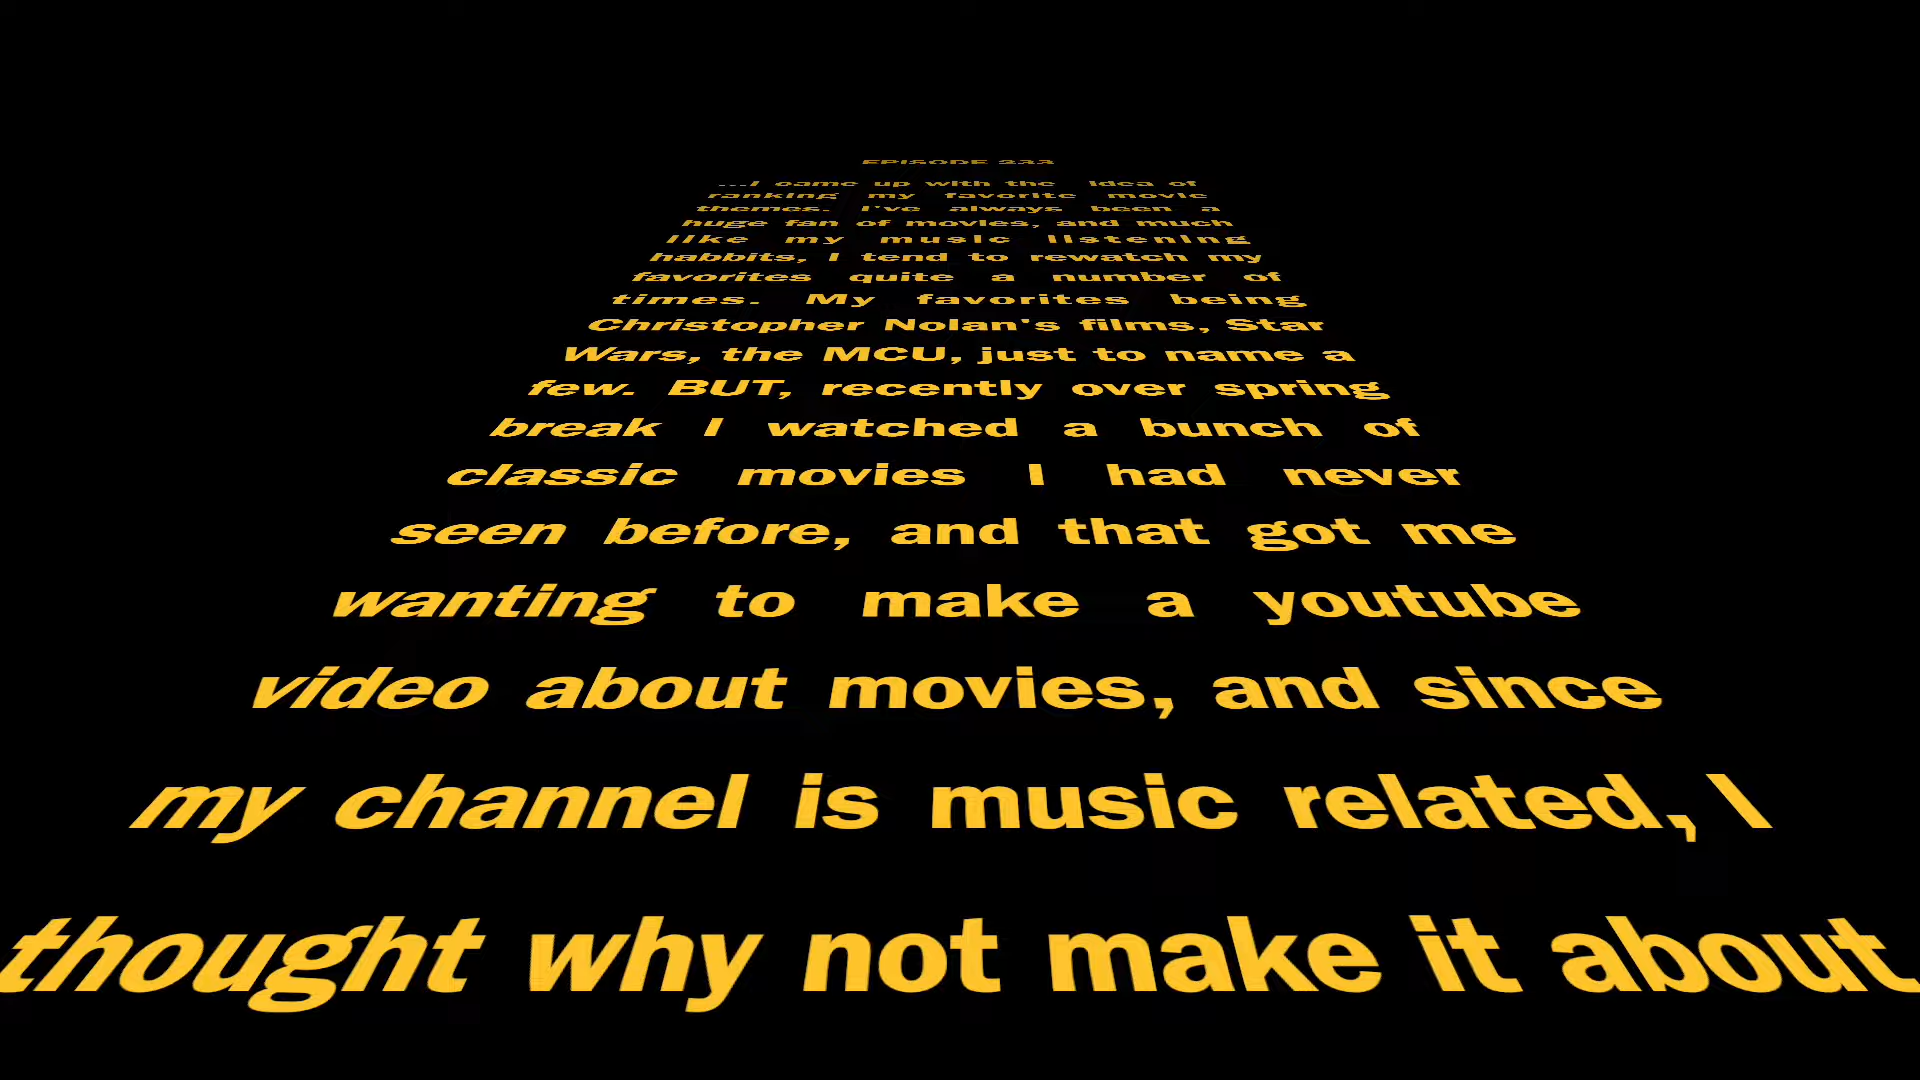 EPISODE 233
...I came up with the idea of
ranking my favorite movie
themes. I've always been a
huge fan of movies, and much
like my music listening
habbits, I tend to rewatch my
favorites quite a number of
times. My favorites being
Christopher Nolan's films, Star
Wars, the MCU, just to name a
few. BUT, recently over spring
break I watched a bunch of
classic movies I had never
seen before, and that got me
wanting to make a youtube
video about movies, and since
my channel is music related, I
thought why not make it about